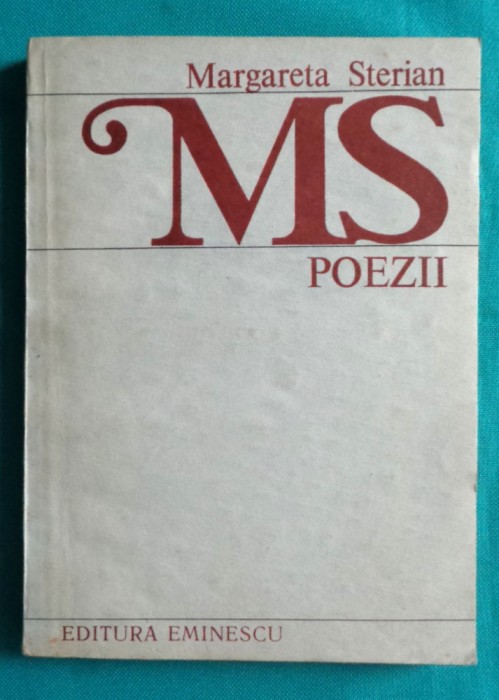 Margareta Sterian
MS
POEZII
EDITURA EMINESCU